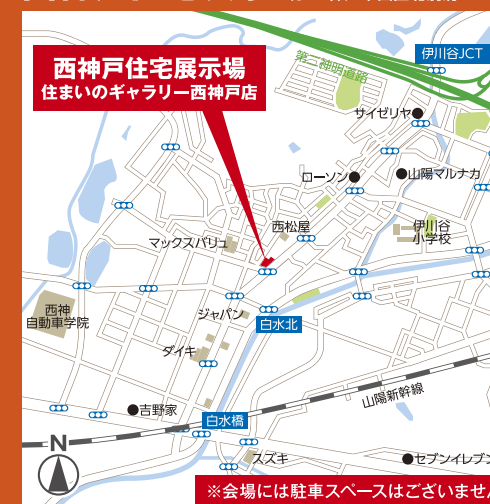 西神戸住宅展示場
住まいのギャラリー西神戸店
伊川谷JCT
第二神明道路
サイゼリヤ
ローソン
山陽マルナカ
西松屋
伊川谷
小学校
マックスバリュ
西神
自動車学院
ジャパン
白水北
ダイキ
山陽新幹線
吉野家
白水橋
N
スズキ
セブンイレブン
※会場には駐車スペースはございませ